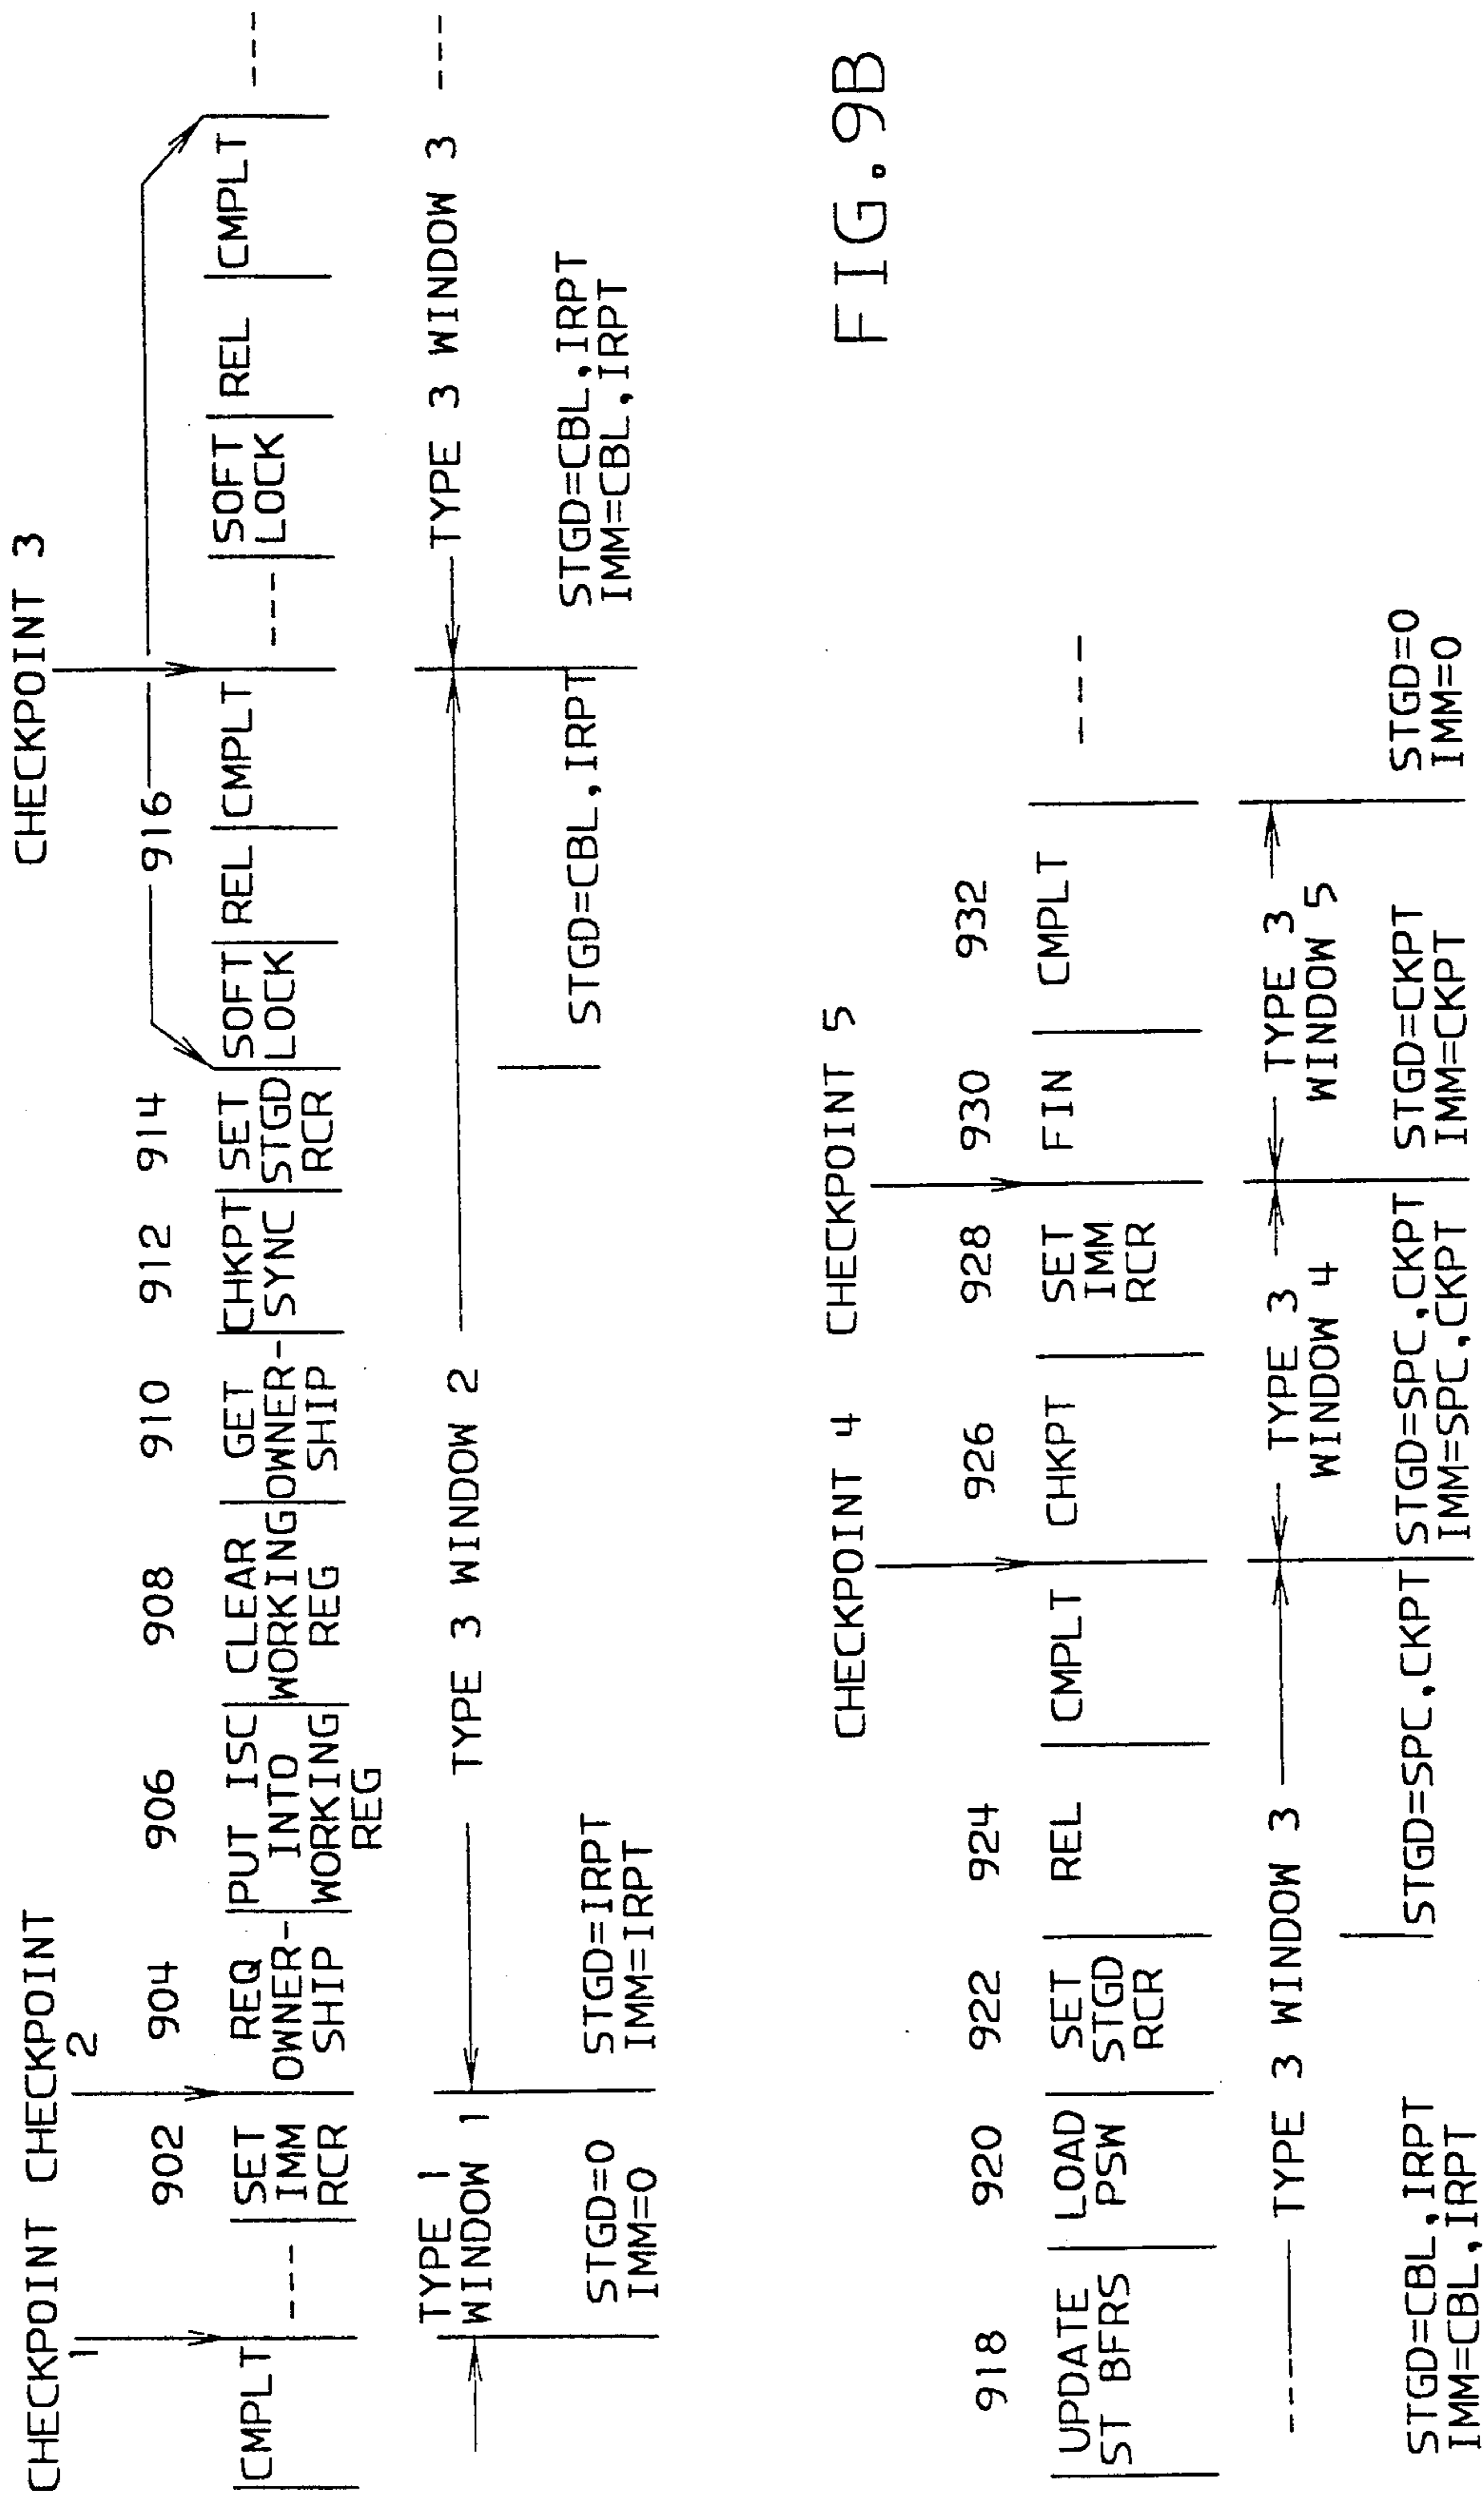 CHECKPOINT 1
CHECKPOINT 2
CHECKPOINT 3
902
904
906
908
910
912
914
916
CMPLT
---
SET
IMM
RCR
REQ
OWNER-
SHIP
PUT ISC
INTO
WORKING
REG
CLEAR
WORKING
REG
GET
OWNER-
SHIP
CHKPT
SYNC
SET
STGD
RCR
SOFT
LOCK
REL
CMPLT
---
SOFT
LOCK
REL
CMPLT
---
TYPE 1
WINDOW 1
TYPE 3 WINDOW 2
TYPE 3 WINDOW 3 ---
STGD=0
IMM=0
STGD=IRPT
IMM=IRPT
STGD=CBL,IRPT
STGD=CBL,IRPT
IMM=CBL,IRPT
CHECKPOINT 4
CHECKPOINT 5
918
920
922
924
926
928
930
932
UPDATE
ST BFRS
LOAD
PSW
SET
STGD
RCR
REL
CMPLT
CHKPT
SET
IMM
RCR
FIN
CMPLT
---
---- TYPE 3 WINDOW 3
TYPE 3
WINDOW 4
TYPE 3
WINDOW 5
STGD=CBL,IRPT
IMM=CBL,IRPT
STGD=SPC,CKPT
STGD=SPC,CKPT
IMM=SPC,CKPT
STGD=CKPT
IMM=CKPT
STGD=0
IMM=0
FIG.9B